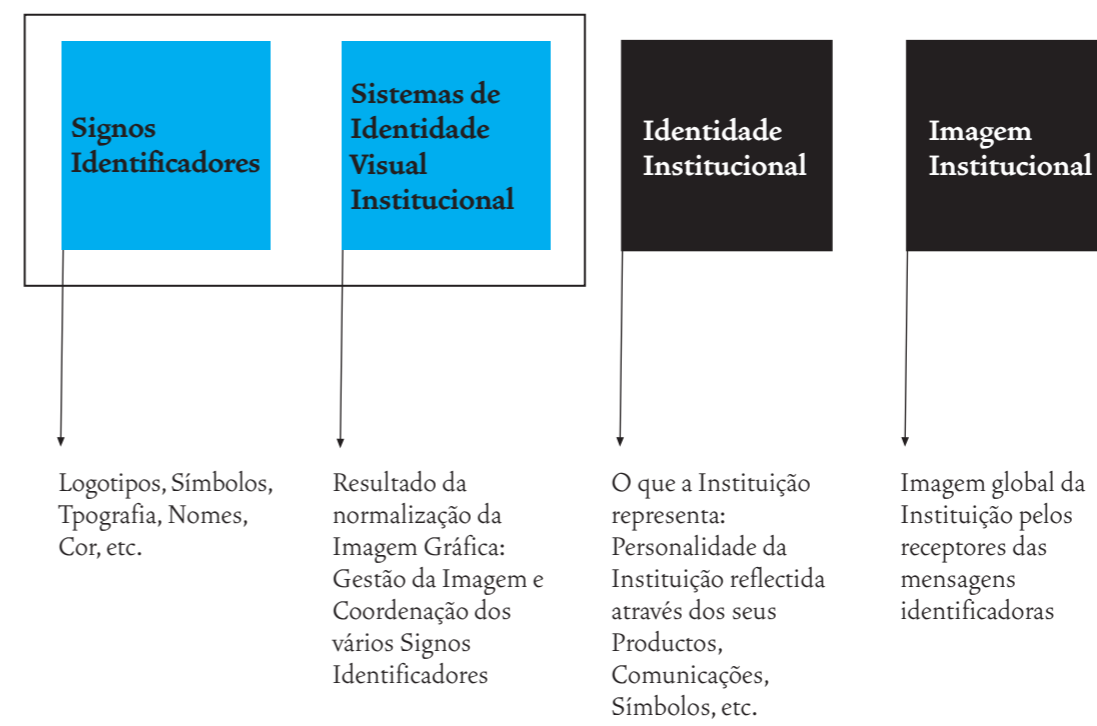 Signos
Identificadores
Sistemas de
Identidade
Visual
Institucional
Identidade
Institucional
Imagem
Institucional
Logotipos, Símbolos,
Tpografia, Nomes,
Cor, etc.
Resultado da
normalização da
Imagem Gráfica:
Gestão da Imagem e
Coordenação dos
vários Signos
Identificadores
O que a Instituição
representa:
Personalidade da
Instituição reflectida
através dos seus
Productos,
Comunicações,
Símbolos, etc.
Imagem global da
Instituição pelos
receptores das
mensagens
identificadoras